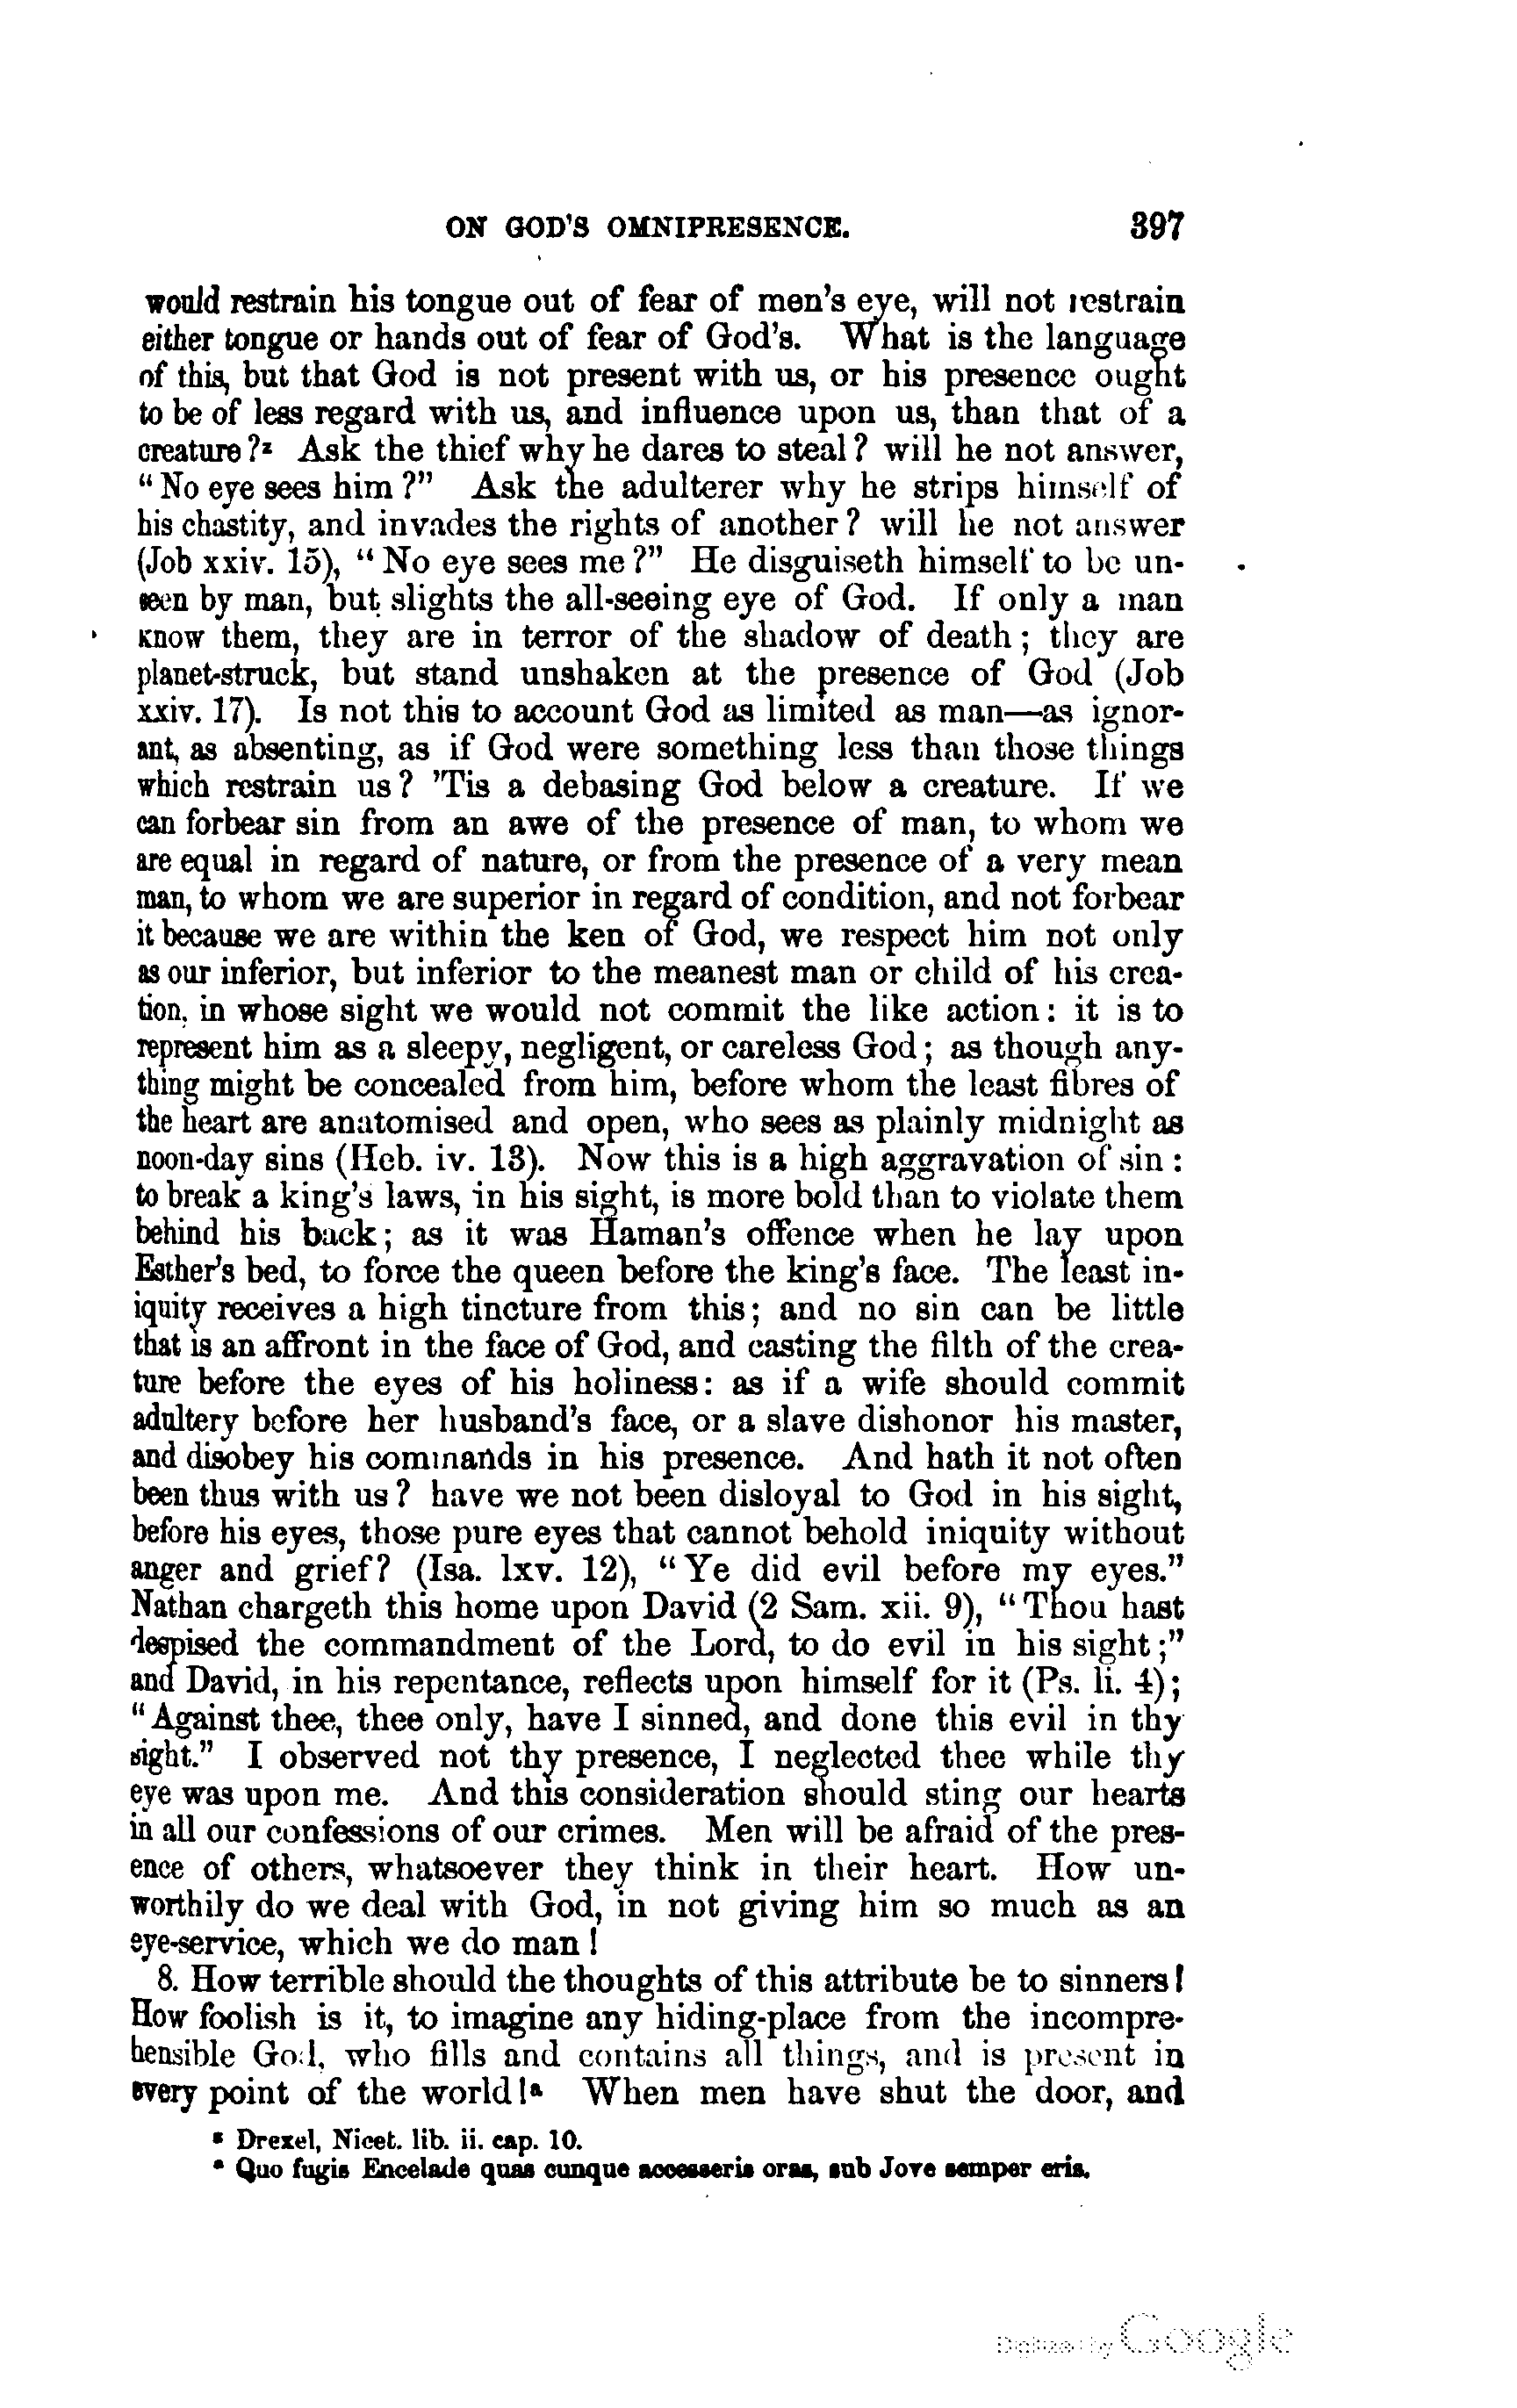 ON GOD'S OMNIPRESENCE. 397
would restrain his tongue out of fear of men's eye, will not restrain
either tongue or hands out of fear of God's. What is the language
of this, but that God is not present with us, or his presence ought
to be of less regard with us, and influence upon us, than that of a
creature?z Ask the thief why he dares to steal? will he not answer,
"No eye sees him?" Ask the adulterer why he strips himself of
his chastity, and invades the rights of another? will he not answer
(Job xxiv. 15), "No eye sees me?" He disguiseth himself to be un-
seen by man, but slights the all-seeing eye of God. If only a man
know them, they are in terror of the shadow of death; they are
planet-struck, but stand unshaken at the presence of God (Job
xxiv. 17). Is not this to account God as limited as man—as ignor-
ant, as absenting, as if God were something less than those things
which restrain us? 'Tis a debasing God below a creature. If we
can forbear sin from an awe of the presence of man, to whom we
are equal in regard of nature, or from the presence of a very mean
man, to whom we are superior in regard of condition, and not forbear
it because we are within the ken of God, we respect him not only
as our inferior, but inferior to the meanest man or child of his crea-
tion, in whose sight we would not commit the like action: it is to
represent him as a sleepy, negligent, or careless God; as though any-
thing might be concealed from him, before whom the least fibres of
the heart are anatomised and open, who sees as plainly midnight as
noon-day sins (Heb. iv. 13). Now this is a high aggravation of sin:
to break a king's laws, in his sight, is more bold than to violate them
behind his back; as it was Haman's offence when he lay upon
Esther's bed, to force the queen before the king's face. The least in-
iquity receives a high tincture from this; and no sin can be little
that is an affront in the face of God, and casting the filth of the crea-
ture before the eyes of his holiness: as if a wife should commit
adultery before her husband's face, or a slave dishonor his master,
and disobey his commands in his presence. And hath it not often
been thus with us? have we not been disloyal to God in his sight,
before his eyes, those pure eyes that cannot behold iniquity without
anger and grief? (Isa. lxv. 12), "Ye did evil before my eyes."
Nathan chargeth this home upon David (2 Sam. xii. 9), "Thou hast
despised the commandment of the Lord, to do evil in his sight;"
and David, in his repentance, reflects upon himself for it (Ps. li. 4);
"Against thee, thee only, have I sinned, and done this evil in thy
sight." I observed not thy presence, I neglected thee while thy
eye was upon me. And this consideration should sting our hearts
in all our confessions of our crimes. Men will be afraid of the pres-
ence of others, whatsoever they think in their heart. How un-
worthily do we deal with God, in not giving him so much as an
eye-service, which we do man!
8. How terrible should the thoughts of this attribute be to sinners!
How foolish is it, to imagine any hiding-place from the incompre-
hensible God, who fills and contains all things, and is present in
every point of the world!a When men have shut the door, and
z Drexel, Nicet. lib. ii. cap. 10.
a Quo fugis Encelade quas cunque accesseris oras, sub Jove semper eris.
Digitized by Google